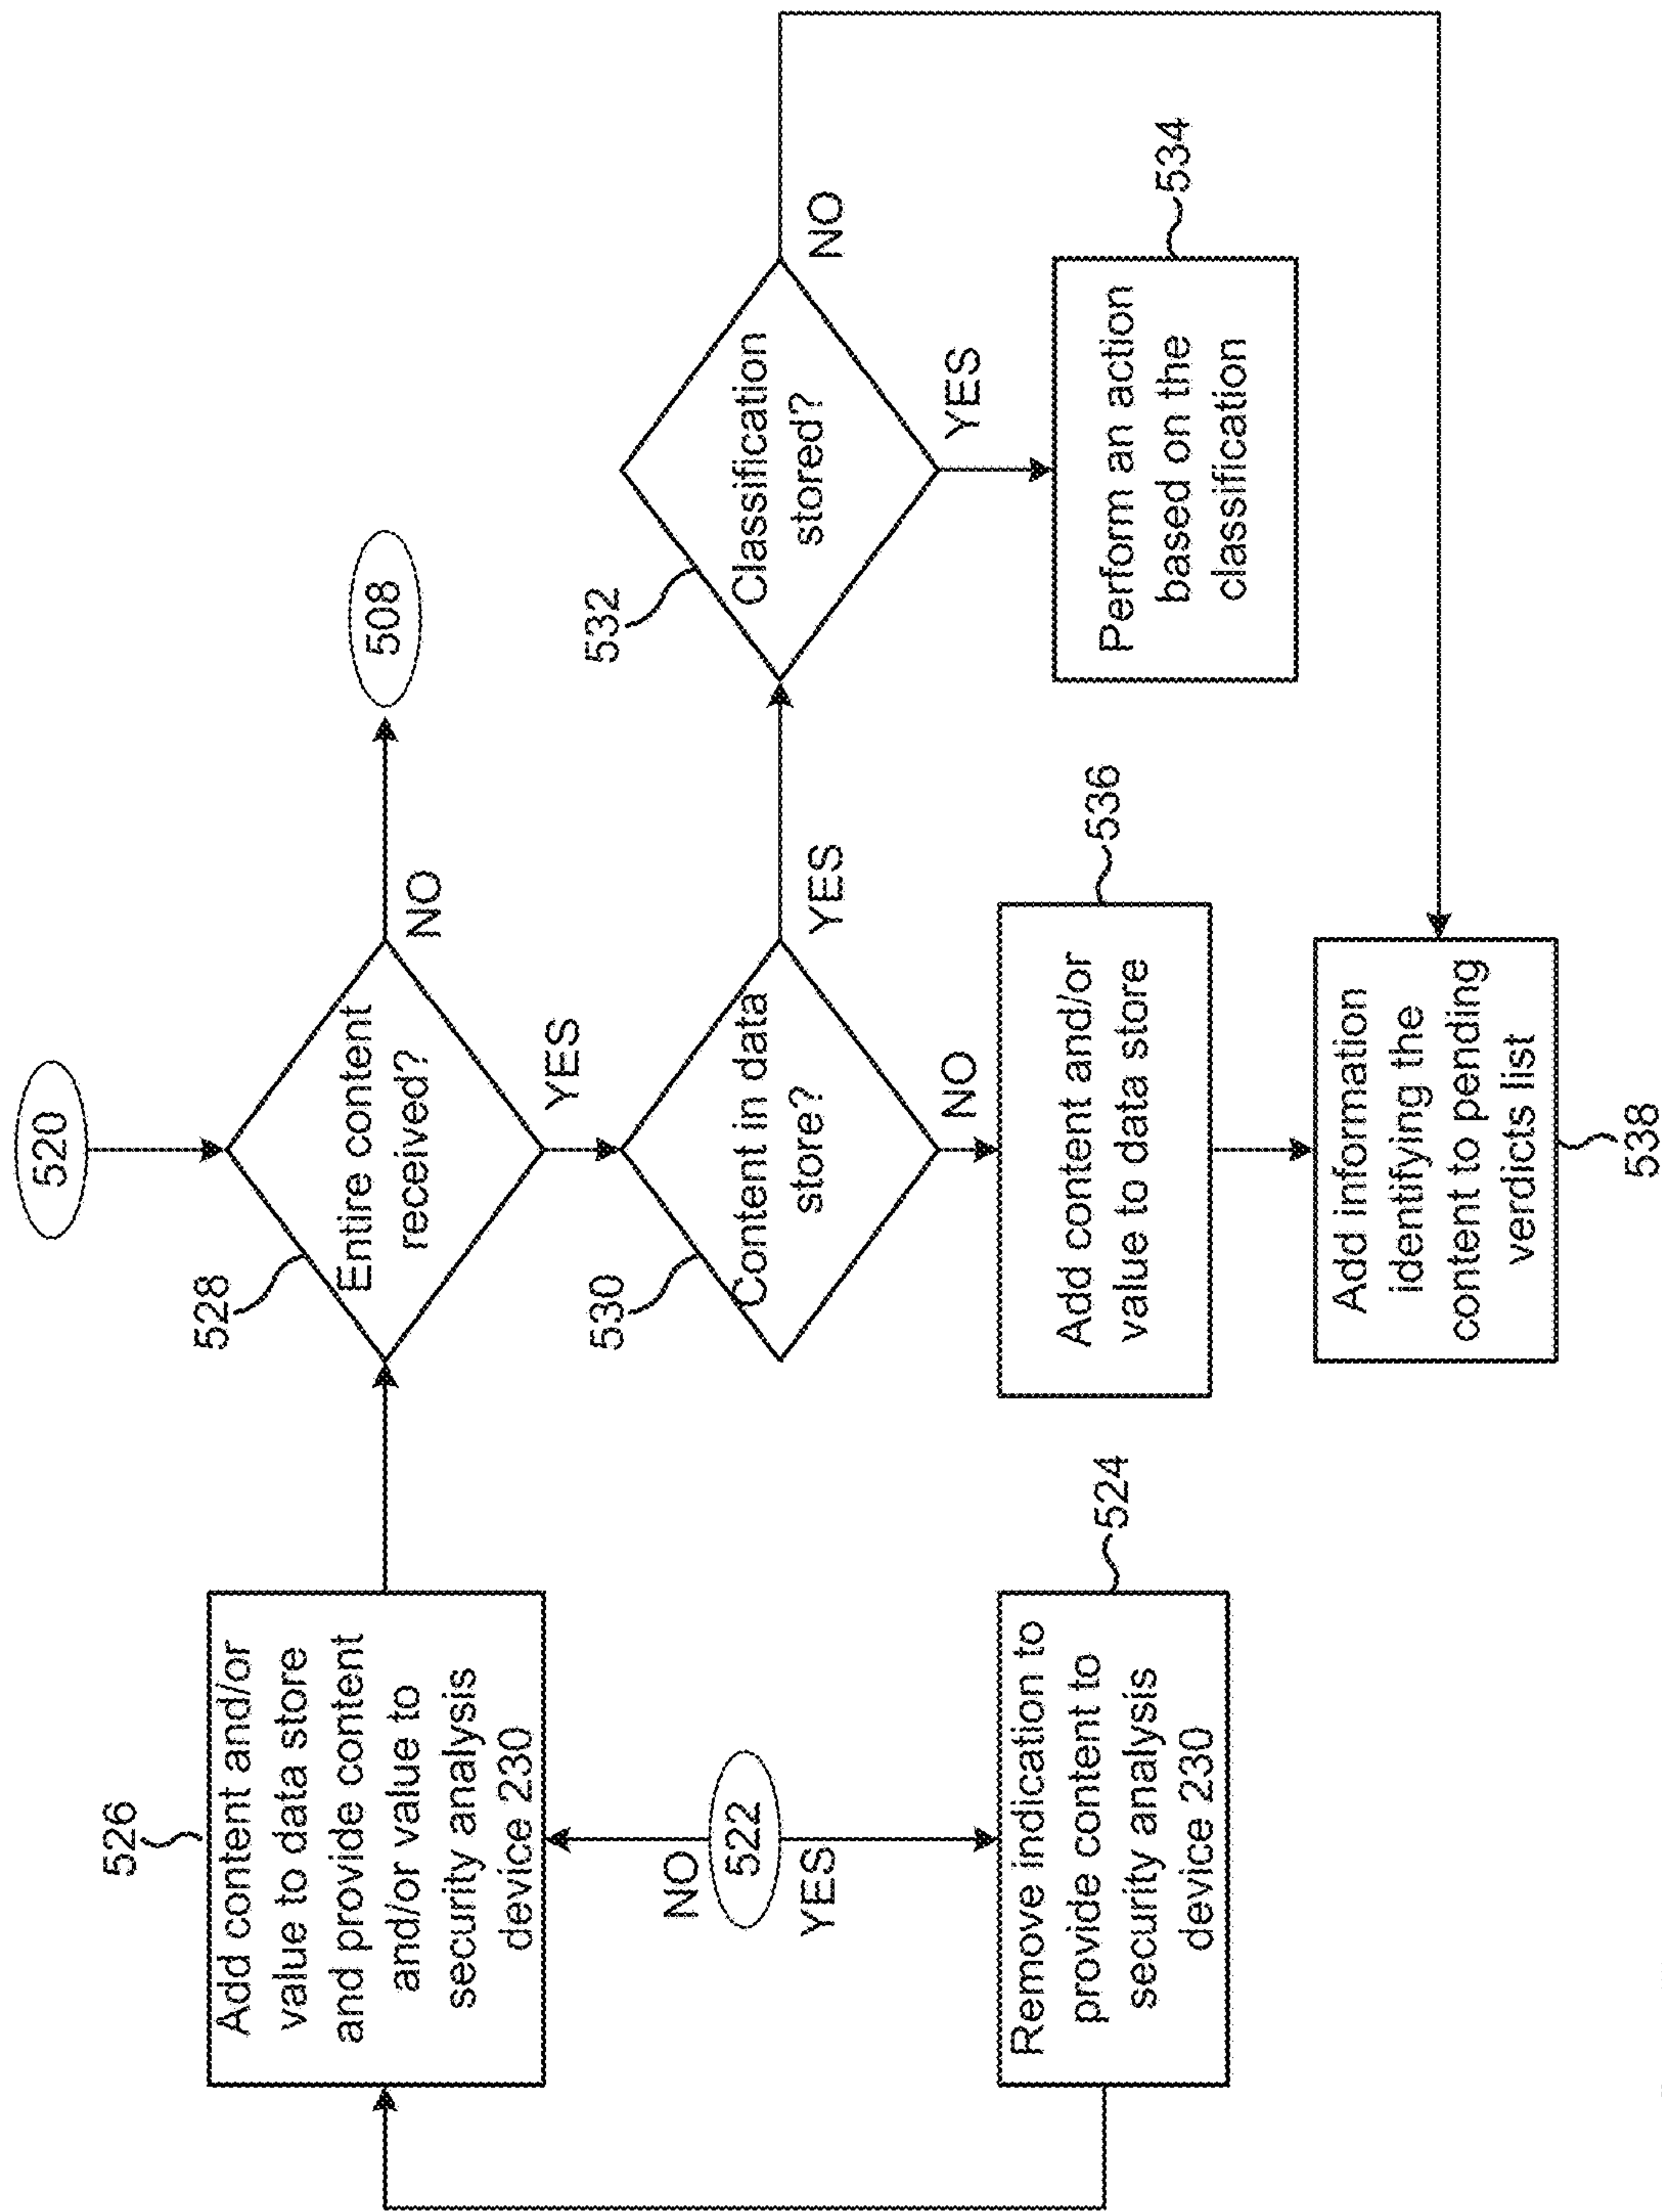 520
528
Entire content
received?
NO
508
YES
526
Add content and/or
value to data store
and provide content
and/or value to
security analysis
device 230
NO
522
YES
530
Content in data
store?
YES
NO
532
Classification
stored?
NO
YES
Remove indication to
provide content to
security analysis
device 230
524
Add content and/or
value to data store
536
Perform an action
based on the
classification
534
Add information
identifying the
content to pending
verdicts list
538